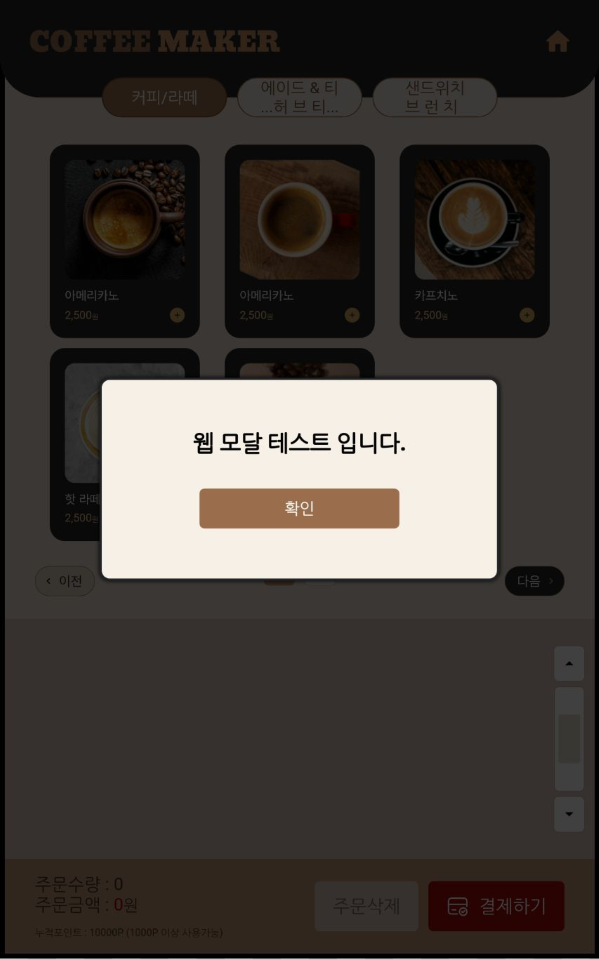 COFFEE MAKER
커피/라떼
에이드 & 티
...허 브 티...
샌드위치
브 런 치
아메리카노
2,500원
아메리카노
2,500원
카프치노
2,500원
핫 라떼
2,500원
웹 모달 테스트 입니다.
확인
이전
다음
주문수량 : 0
주문금액 : 0원
누적포인트 : 10000P (1000P 이상 사용가능)
주문삭제
결제하기